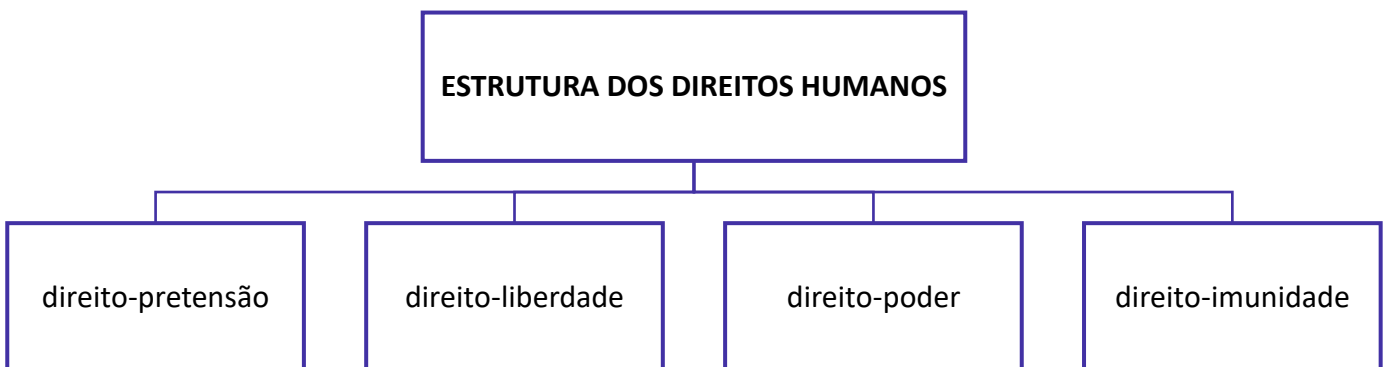 ESTRUTURA DOS DIREITOS HUMANOS
direito-pretensão
direito-liberdade
direito-poder
direito-imunidade